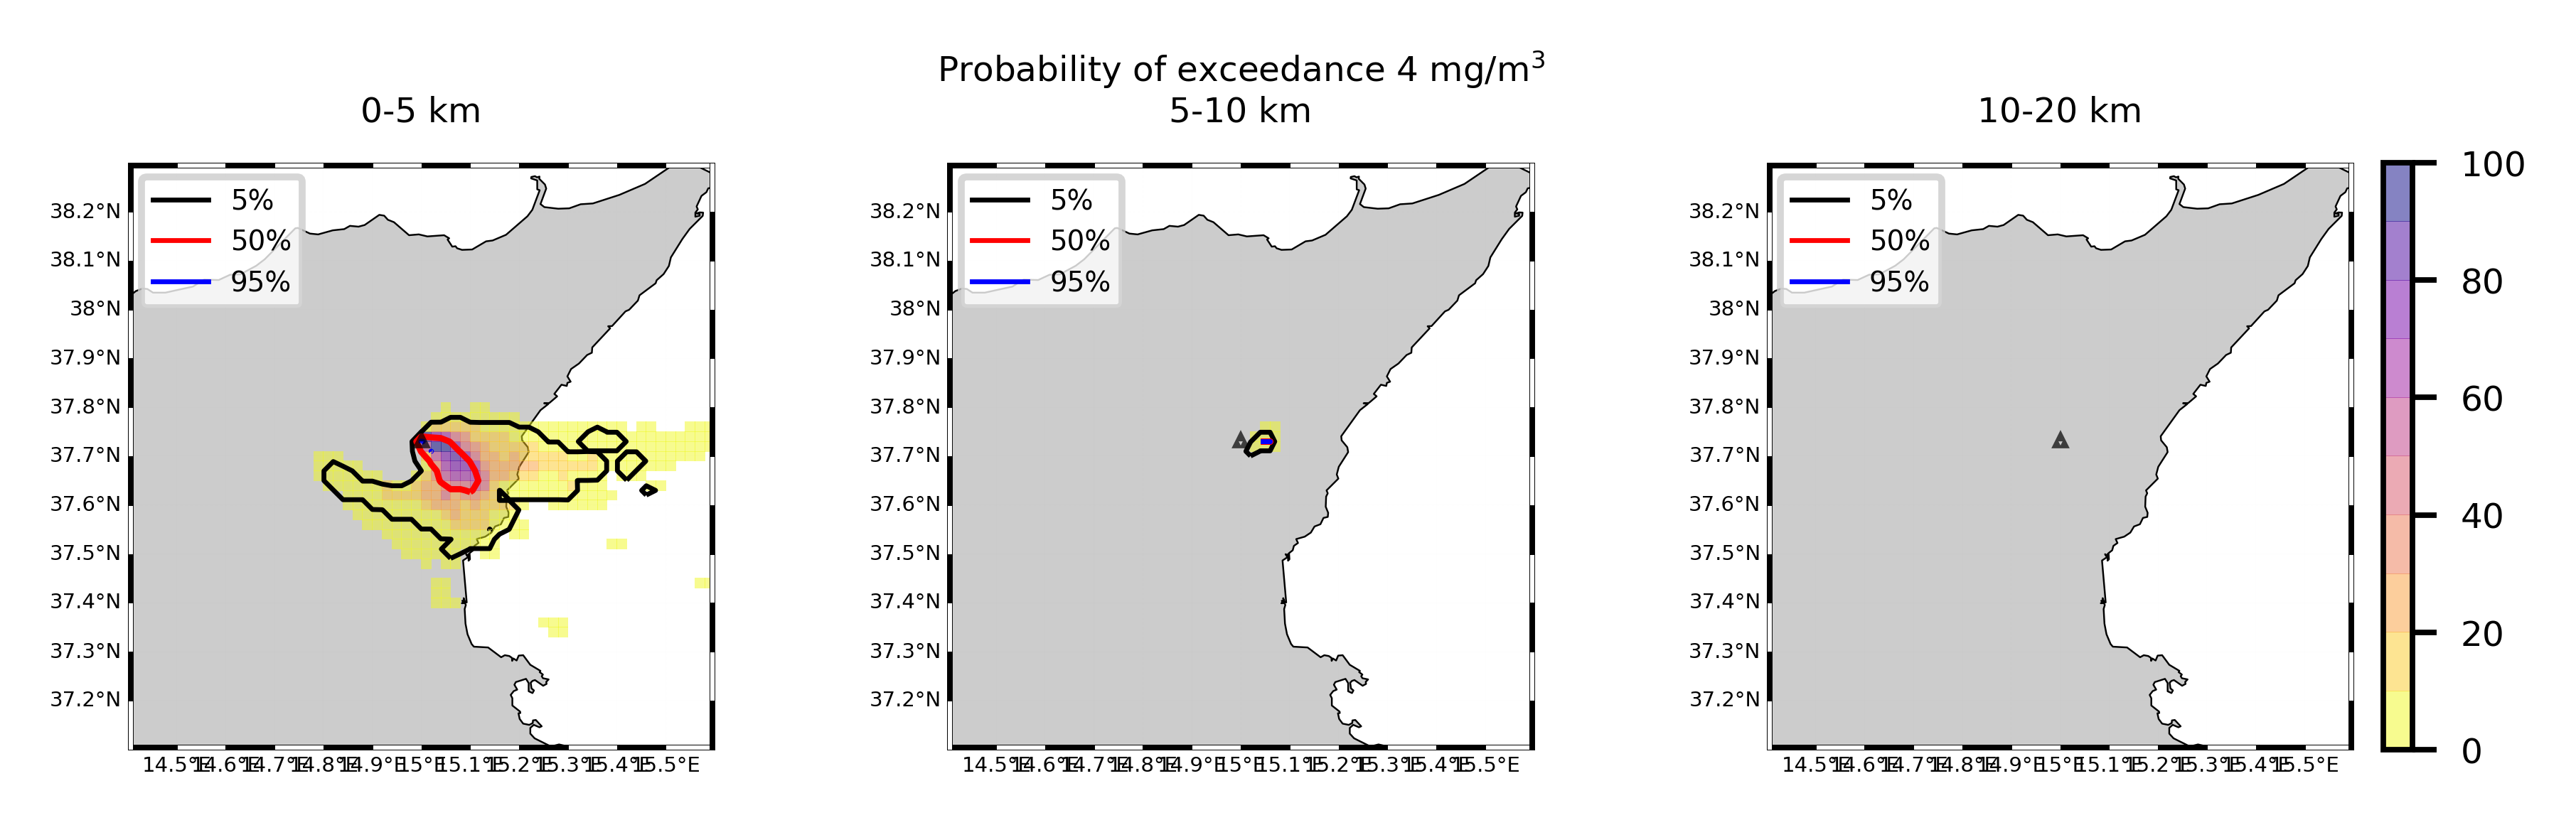 Probability of exceedance 4 mg/m³
0-5 km
5%
50%
95%
38.2°N
38.1°N
38°N
37.9°N
37.8°N
37.7°N
37.6°N
37.5°N
37.4°N
37.3°N
37.2°N
14.5°E 14.6°E 14.7°E 14.8°E 14.9°E 15°E 15.1°E 15.2°E 15.3°E 15.4°E 15.5°E
5-10 km
5%
50%
95%
38.2°N
38.1°N
38°N
37.9°N
37.8°N
37.7°N
37.6°N
37.5°N
37.4°N
37.3°N
37.2°N
14.5°E 14.6°E 14.7°E 14.8°E 14.9°E 15°E 15.1°E 15.2°E 15.3°E 15.4°E 15.5°E
10-20 km
5%
50%
95%
38.2°N
38.1°N
38°N
37.9°N
37.8°N
37.7°N
37.6°N
37.5°N
37.4°N
37.3°N
37.2°N
14.5°E 14.6°E 14.7°E 14.8°E 14.9°E 15°E 15.1°E 15.2°E 15.3°E 15.4°E 15.5°E
100
80
60
40
20
0